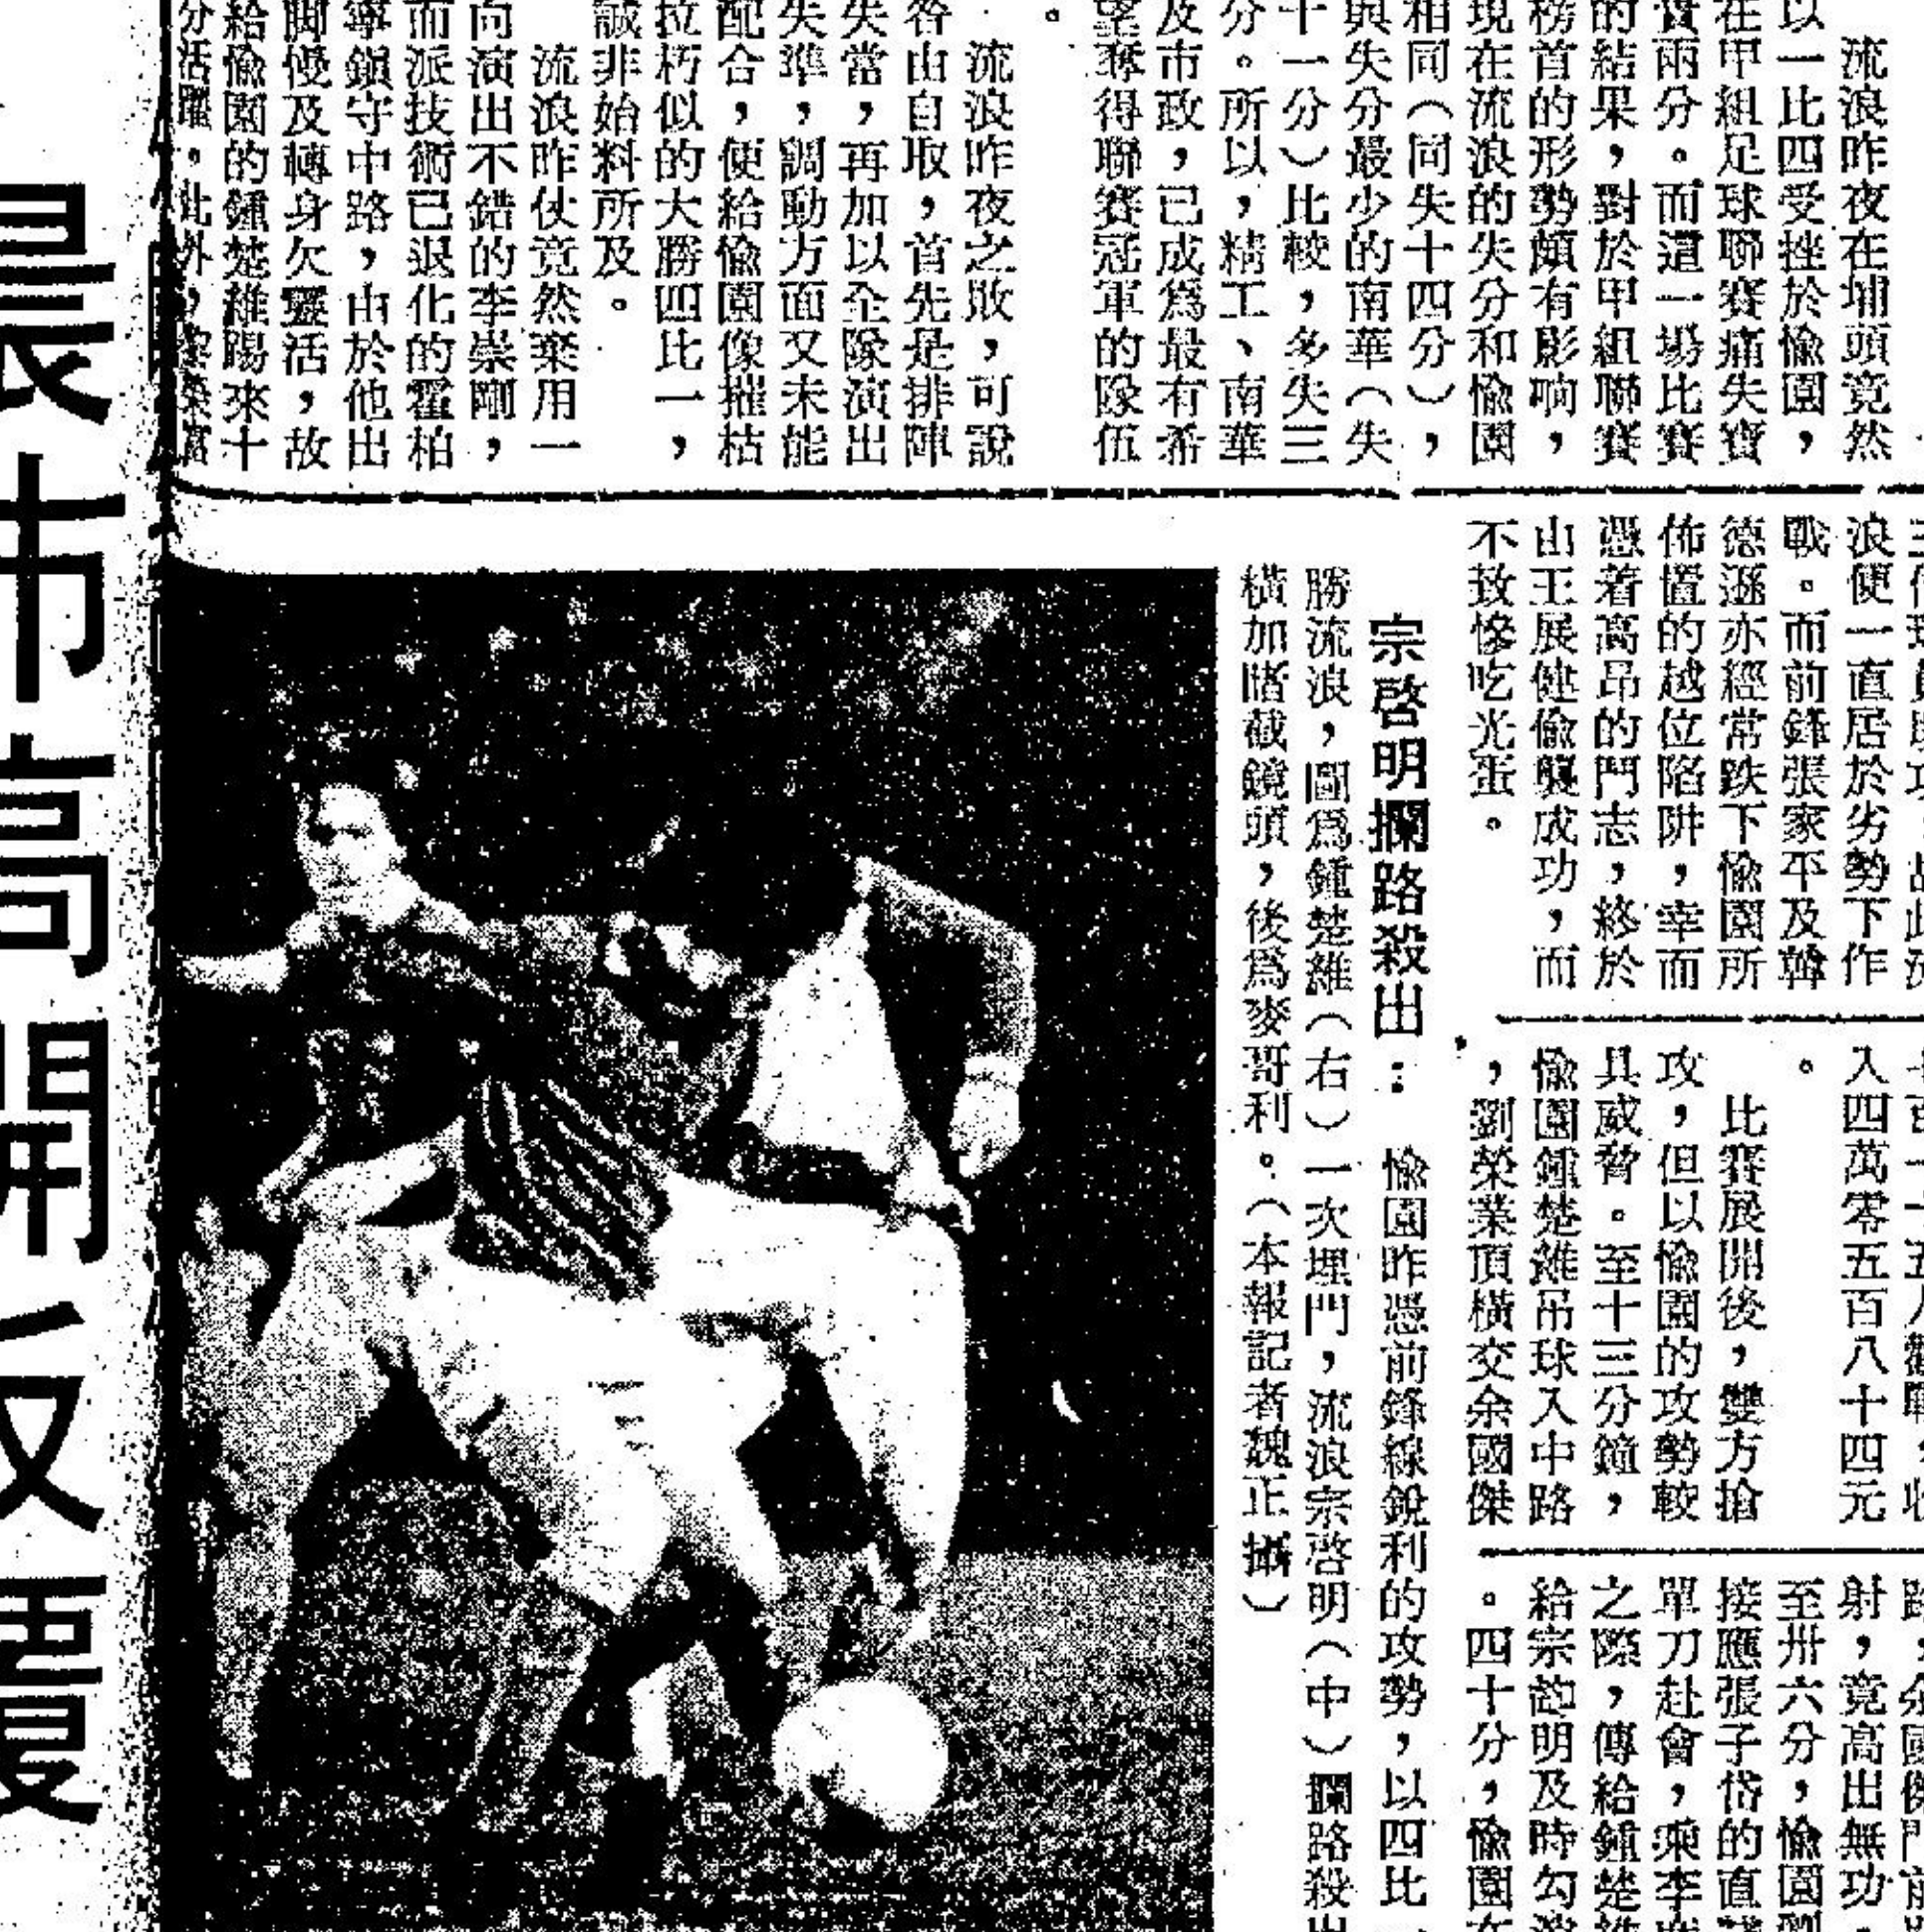 流浪昨夜在埔頭竟然
以一比四受挫於愉園，
在甲組足球聯賽痛失寶
貴兩分。而這一場比賽
的結果，對於甲組聯賽
榜首的形勢頗有影响，
現在流浪的失分和愉園
相同（同失十四分），
與失分最少的南華（失
十一分）比較，多失三
分。所以，精工、南華
及市政，已成爲最有希
望奪得聯賽冠軍的隊伍
。
流浪昨夜之敗，可說
咎由自取，首先是排陣
失當，再加以全隊演出
失準，調動方面又未能
配合，便給愉園像摧枯
拉朽似的大勝四比一，
誠非始料所及。
流浪昨仗竟然棄用一
向演出不錯的李崇剛，
而派技術已退化的霍柏
寧鎖守中路，由於他出
脚慢及轉身欠靈活，故
給愉園的鍾楚維踢來十
分活躍。此外，
浪便一直居於劣勢下作
戰。而前鋒張家平及韓
德遜亦經常跌下愉園所
佈置的越位陷阱，幸而
憑着高昂的鬥志，終於
由王展健偷襲成功，而
不致慘吃光蛋。
宗啓明攔路殺出： 愉園昨憑前鋒線銳利的攻勢，以四比一
勝流浪，圖爲鍾楚維（右）一次埋門，流浪宗啓明（中）攔路殺出
橫加腊截鏡頭，後爲麥哥利。（本報記者魏正攝）
入四萬零五百八十四元
。
比賽展開後，雙方搶
攻，但以愉園的攻勢較
具威脅。至十三分鐘，
愉園鍾楚維吊球入中路
，劉榮業頂橫交余國傑
射，竟高出無功
至卅六分，愉園劉
接應張子岱的直
單刀赴會，乘李
之際，傳給鍾楚維
給宗啟明及時勾
。四十分，愉園在
晨市高開反覆